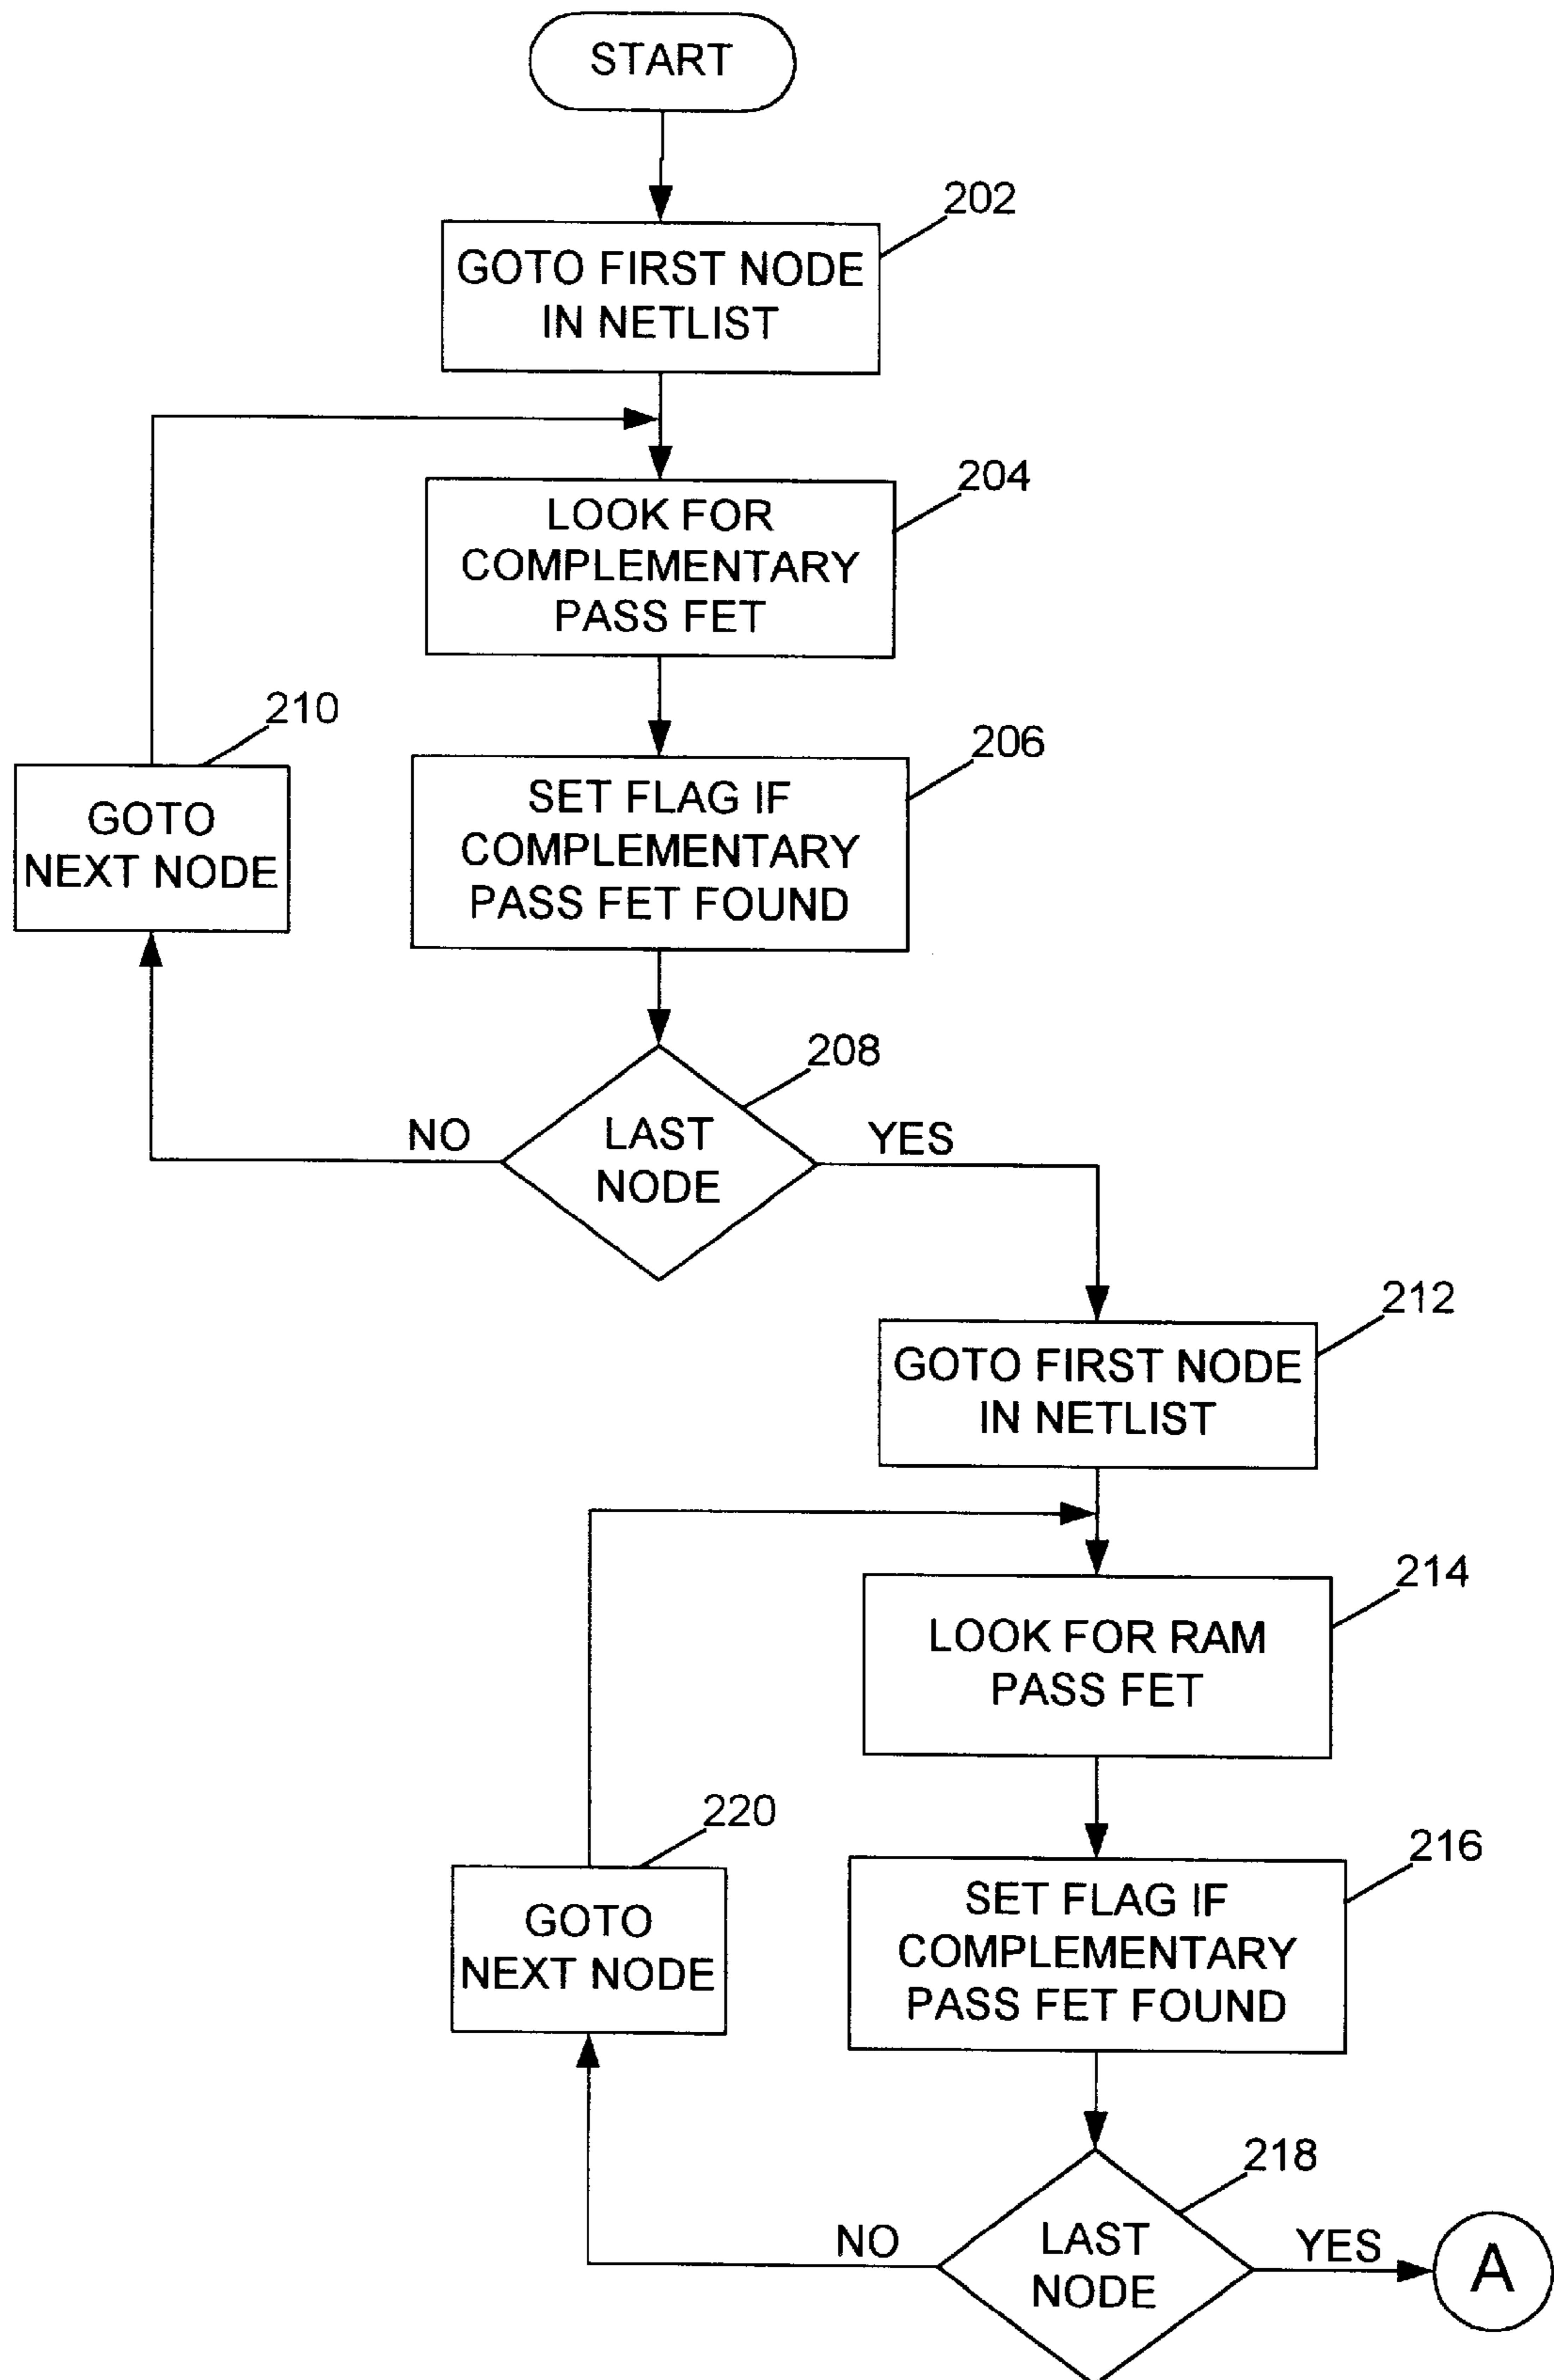 START
202
GOTO FIRST NODE
IN NETLIST
204
LOOK FOR
COMPLEMENTARY
PASS FET
210
GOTO
NEXT NODE
206
SET FLAG IF
COMPLEMENTARY
PASS FET FOUND
208
NO
LAST
NODE
YES
212
GOTO FIRST NODE
IN NETLIST
214
LOOK FOR RAM
PASS FET
220
GOTO
NEXT NODE
216
SET FLAG IF
COMPLEMENTARY
PASS FET FOUND
218
NO
LAST
NODE
YES
A